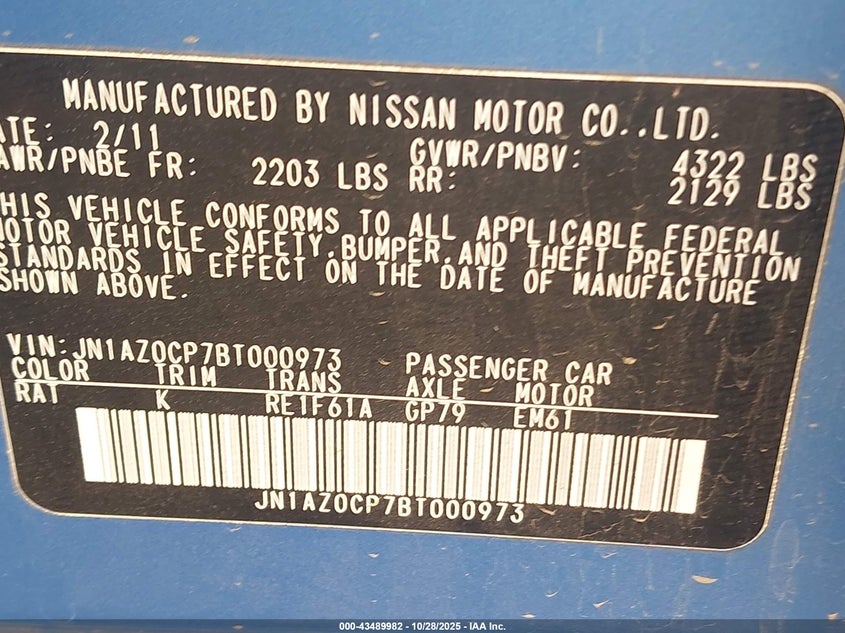 MANUFACTURED BY NISSAN MOTOR CO.,LTD.
ATE: 2/11 GVWR/PNBV: 4322 LBS
AWR/PNBE FR: 2203 LBS RR: 2129 LBS
HIS VEHICLE CONFORMS TO ALL APPLICABLE FEDERAL
MOTOR VEHICLE SAFETY,BUMPER,AND THEFT PREVENTION
STANDARDS IN EFFECT ON THE DATE OF MANUFACTURE
SHOWN ABOVE.
VIN:JN1AZ0CP7BT000973 PASSENGER CAR
COLOR TRIM TRANS AXLE MOTOR
RAT K RE1F61A GP79 EM61
JN1AZ0CP7BT000973
000-43489982 - 10/28/2025 - IAA Inc.